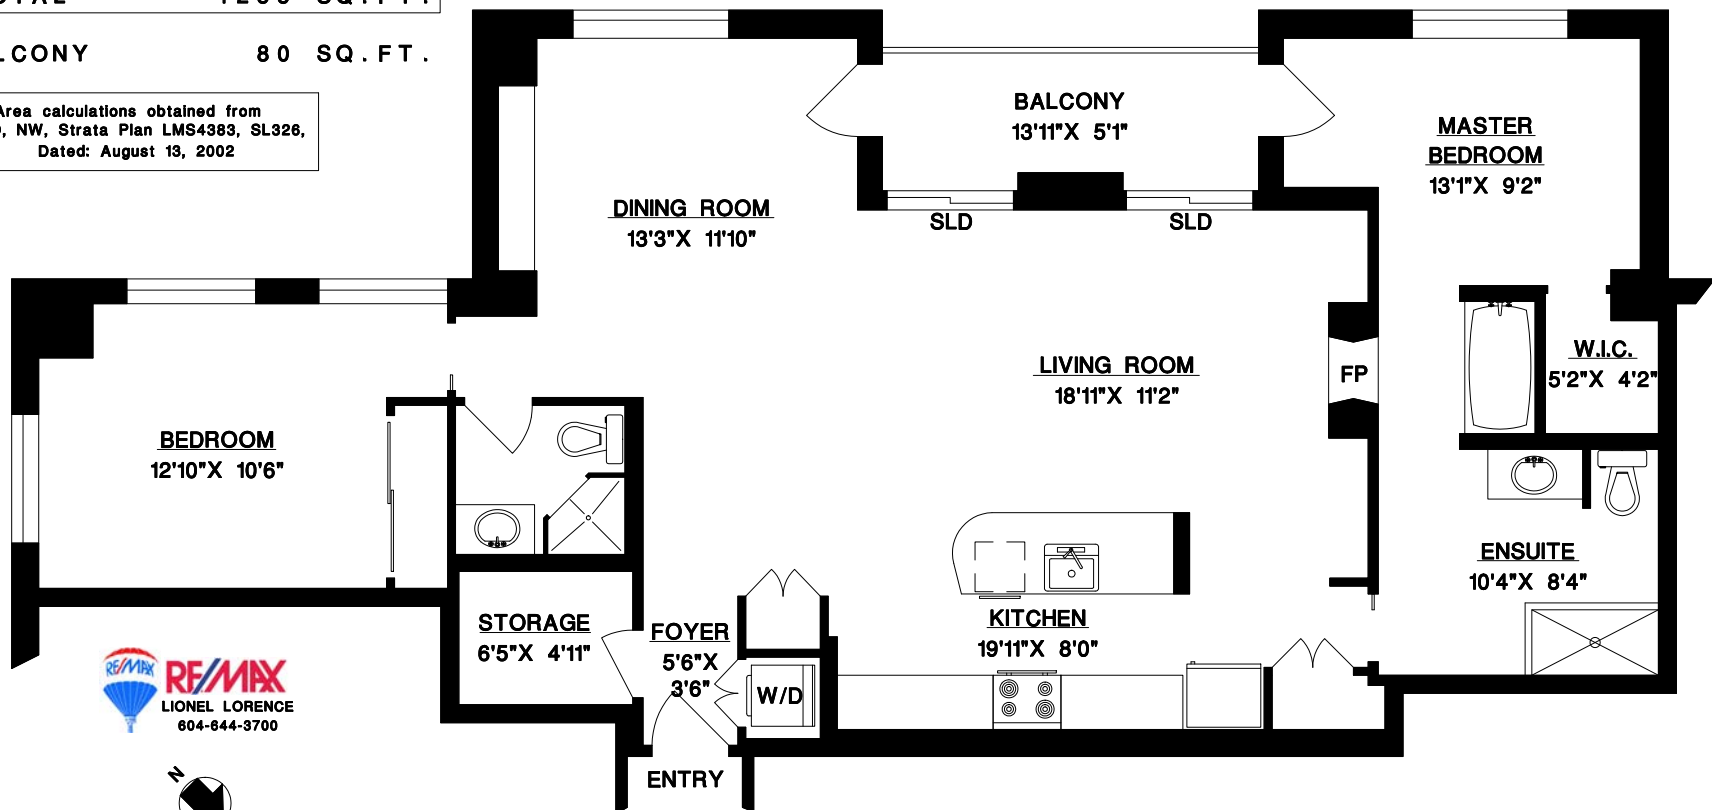 SQ.FT.
80 SQ.FT.
Area calculations obtained from
NW, Strata Plan LMS4383, SL326,
Dated: August 13, 2002
BALCONY
13'11"X 5'1"
MASTER
BEDROOM
13'1"X 9'2"
DINING ROOM
13'3"X 11'10"
SLD
SLD
LIVING ROOM
18'11"X 11'2"
FP
W.I.C.
5'2"X 4'2"
BEDROOM
12'10"X 10'6"
ENSUITE
10'4"X 8'4"
STORAGE
6'5"X 4'11"
FOYER
5'6"X
3'6"
W/D
KITCHEN
19'11"X 8'0"
ENTRY
RE/MAX
RE/MAX
LIONEL LORENCE
604-644-3700
N